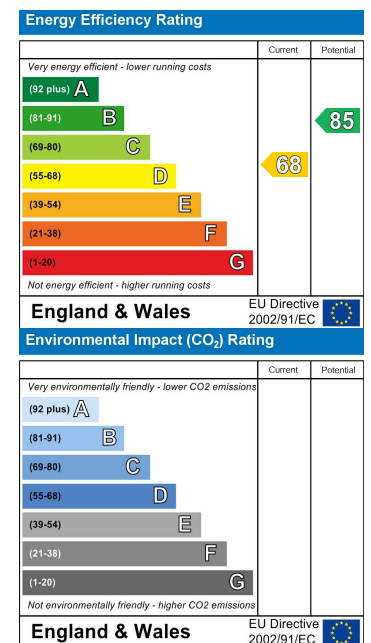 Energy Efficiency Rating
Current Potential
Very energy efficient - lower running costs
(92 plus) A
(81-91) B
85
(69-80) C
68
(55-68) D
(39-54) E
(21-38) F
(1-20) G
Not energy efficient - higher running costs
England & Wales
EU Directive
2002/91/EC
Environmental Impact (CO₂) Rating
Current Potential
Very environmentally friendly - lower CO2 emissions
(92 plus) A
(81-91) B
(69-80) C
(55-68) D
(39-54) E
(21-38) F
(1-20) G
Not environmentally friendly - higher CO2 emissions
England & Wales
EU Directive
2002/91/EC